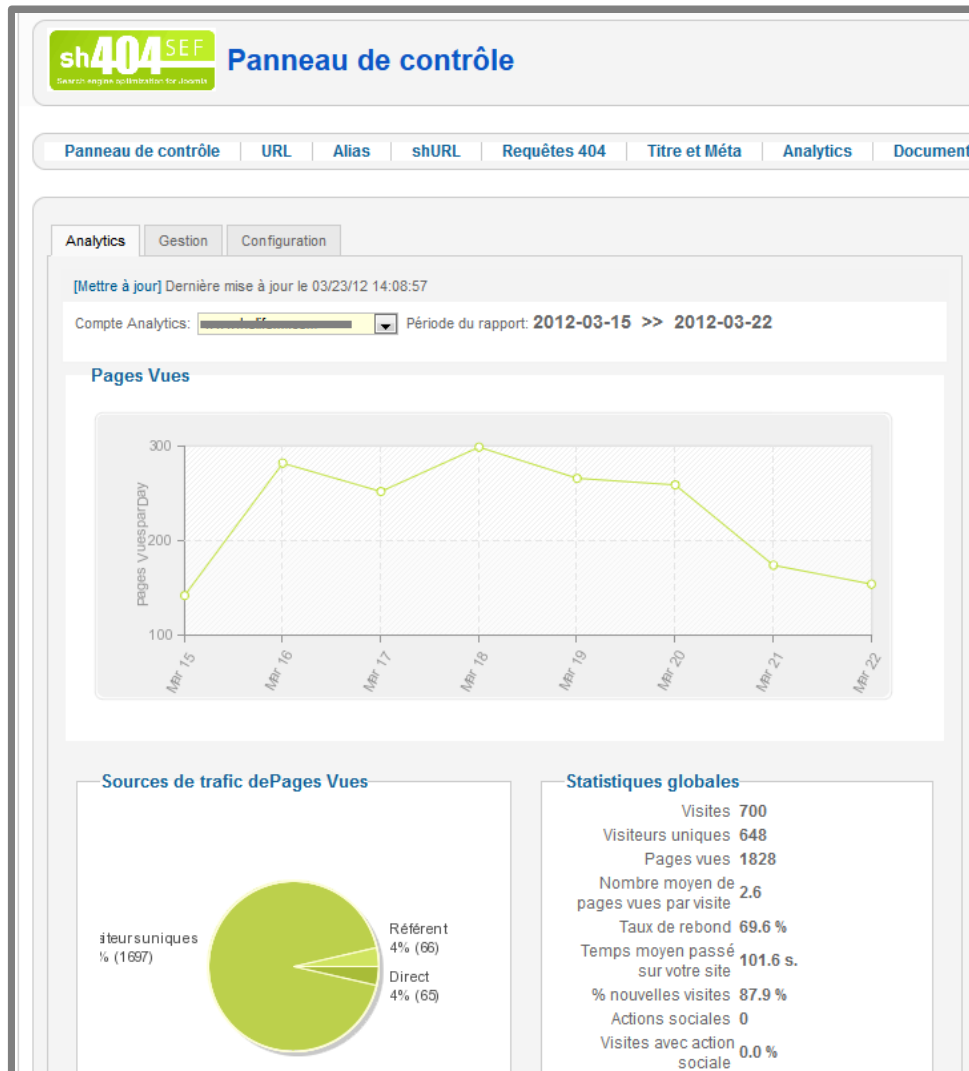 sh404SEF
Search engine optimization for Joomla
Panneau de contrôle
Panneau de contrôle URL Alias shURL Requêtes 404 Titre et Méta Analytics Document
Analytics Gestion Configuration
[Mettre à jour] Dernière mise à jour le 03/23/12 14:08:57
Compte Analytics: Période du rapport: 2012-03-15 >> 2012-03-22
Pages Vues
300
200
100
Pages VuesparDay
Mar 15 Mar 16 Mar 17 Mar 18 Mar 19 Mar 20 Mar 21 Mar 22
Sources de trafic dePages Vues
iteursuniques
% (1697)
Référent
4% (66)
Direct
4% (65)
Statistiques globales
Visites 700
Visiteurs uniques 648
Pages vues 1828
Nombre moyen de
pages vues par visite 2.6
Taux de rebond 69.6 %
Temps moyen passé
sur votre site 101.6 s.
% nouvelles visites 87.9 %
Actions sociales 0
Visites avec action
sociale 0.0 %